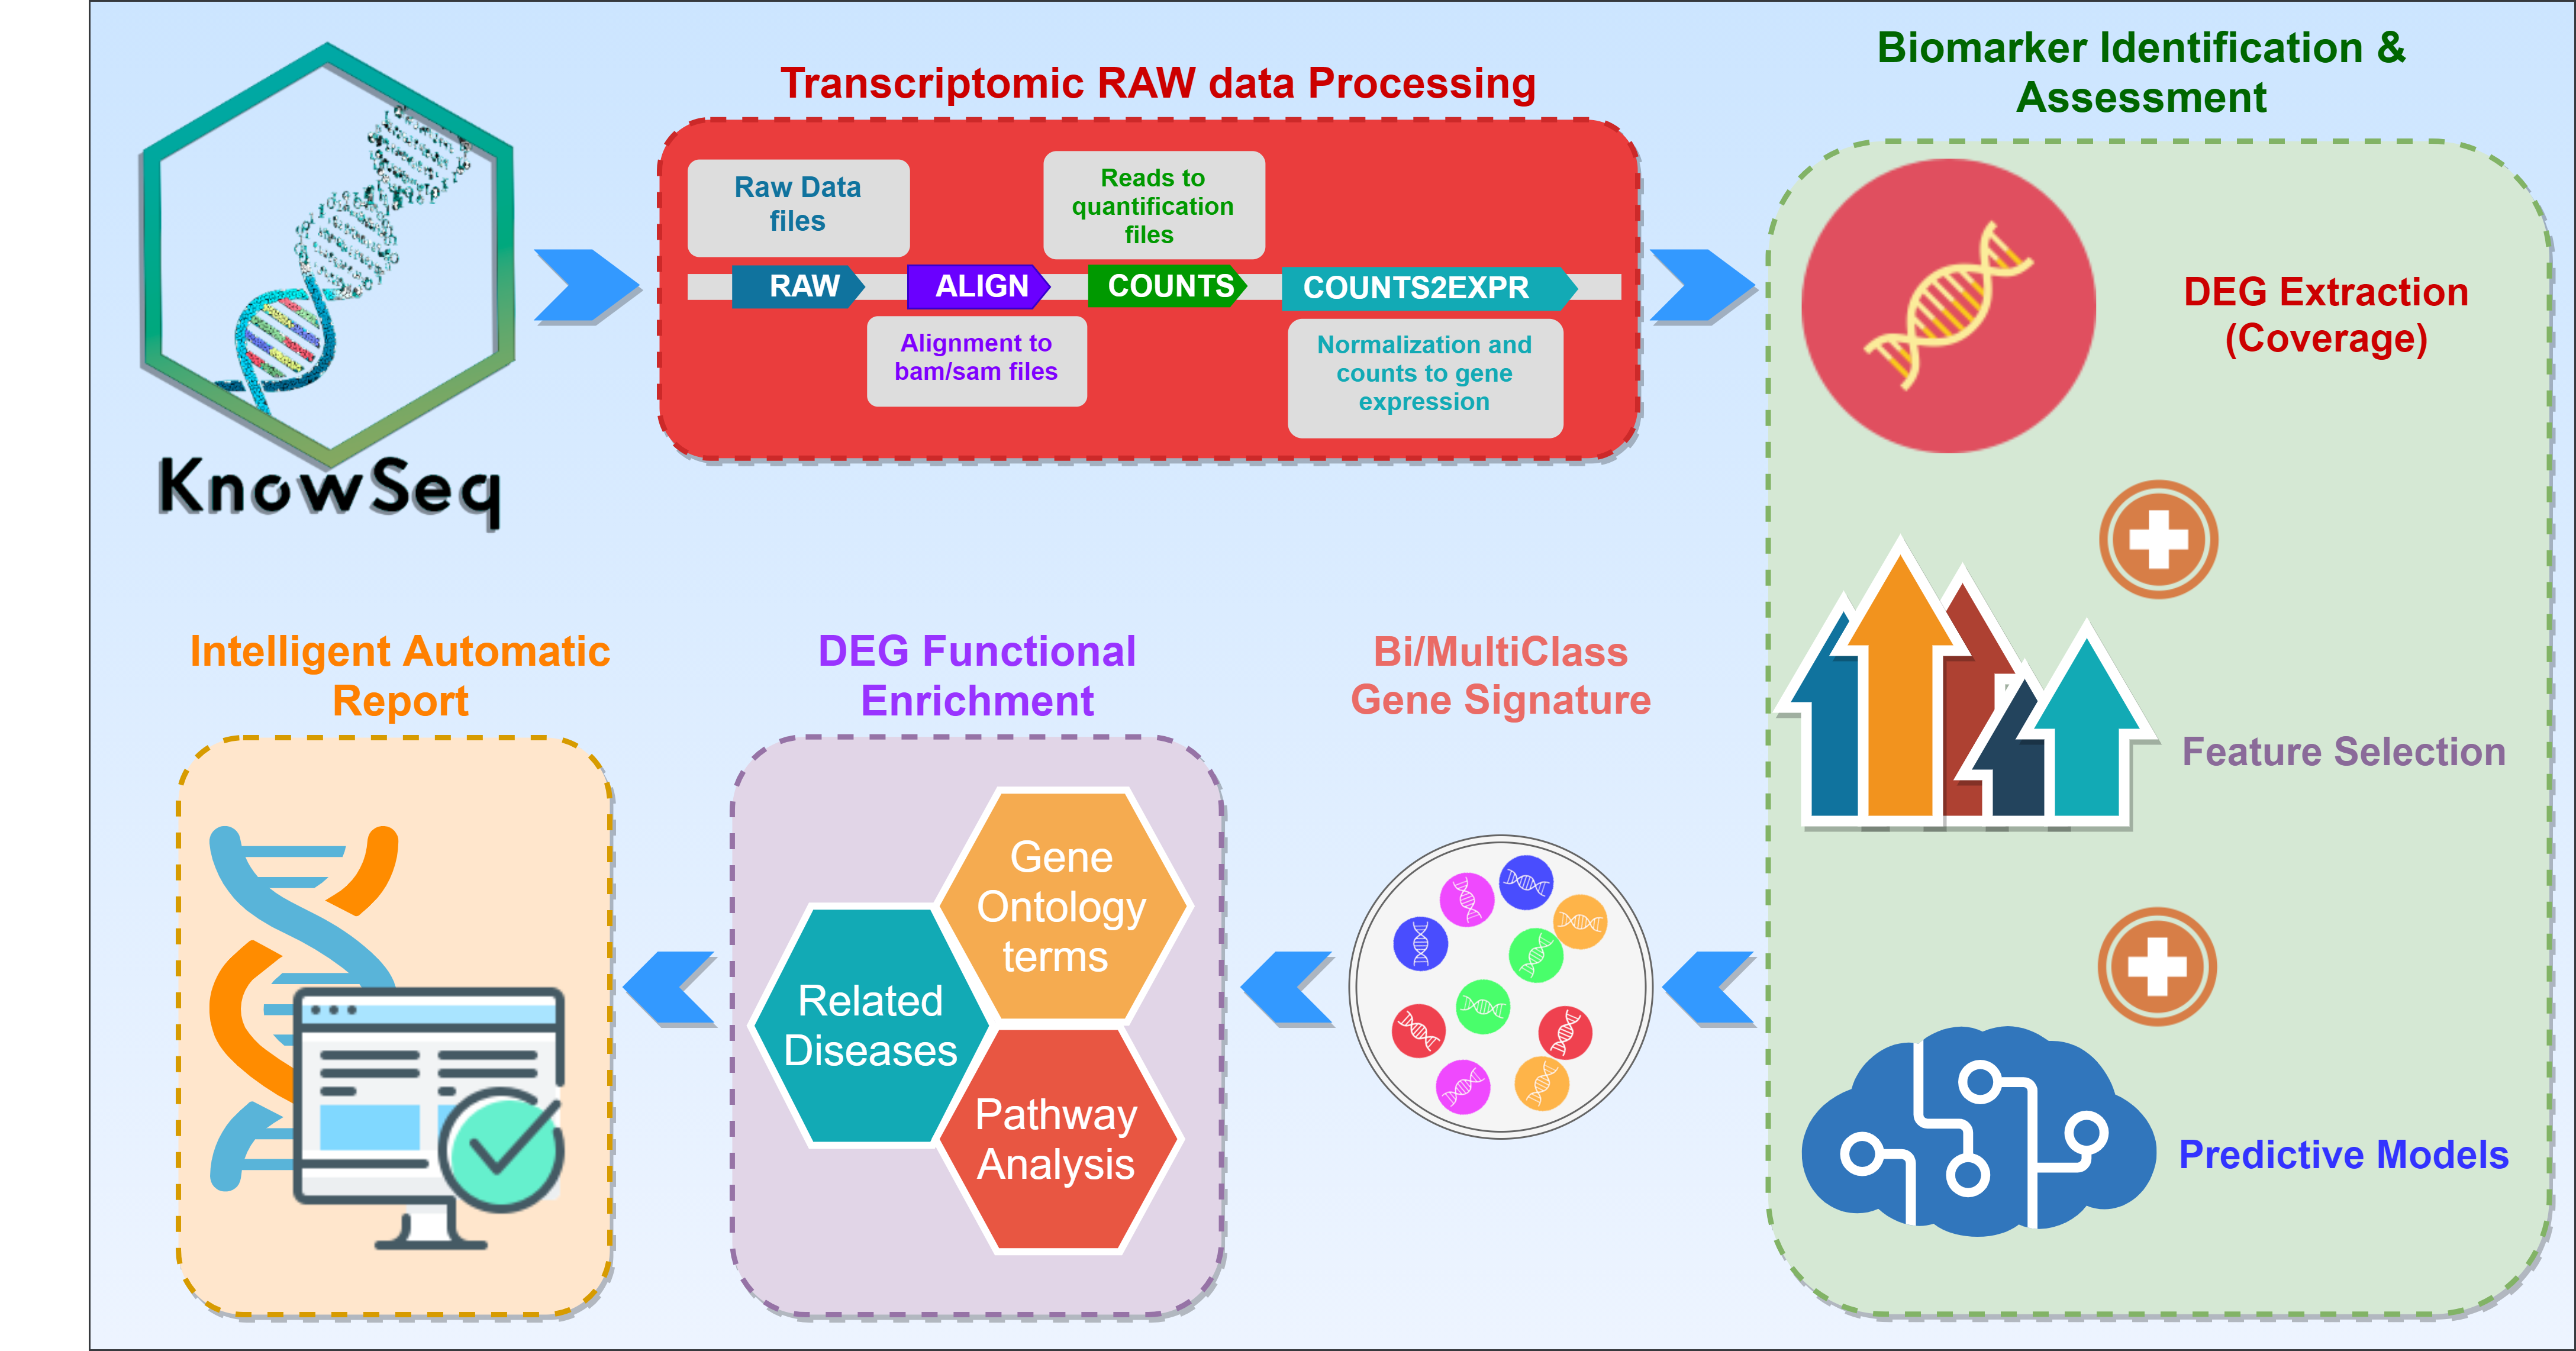 KnowSeq
Transcriptomic RAW data Processing
Raw Data
files
Reads to
quantification
files
RAW
ALIGN
COUNTS
COUNTS2EXPR
Alignment to
bam/sam files
Normalization and
counts to gene
expression
Biomarker Identification &
Assessment
DEG Extraction
(Coverage)
Feature Selection
Predictive Models
Bi/MultiClass
Gene Signature
DEG Functional
Enrichment
Gene
Ontology
terms
Related
Diseases
Pathway
Analysis
Intelligent Automatic
Report